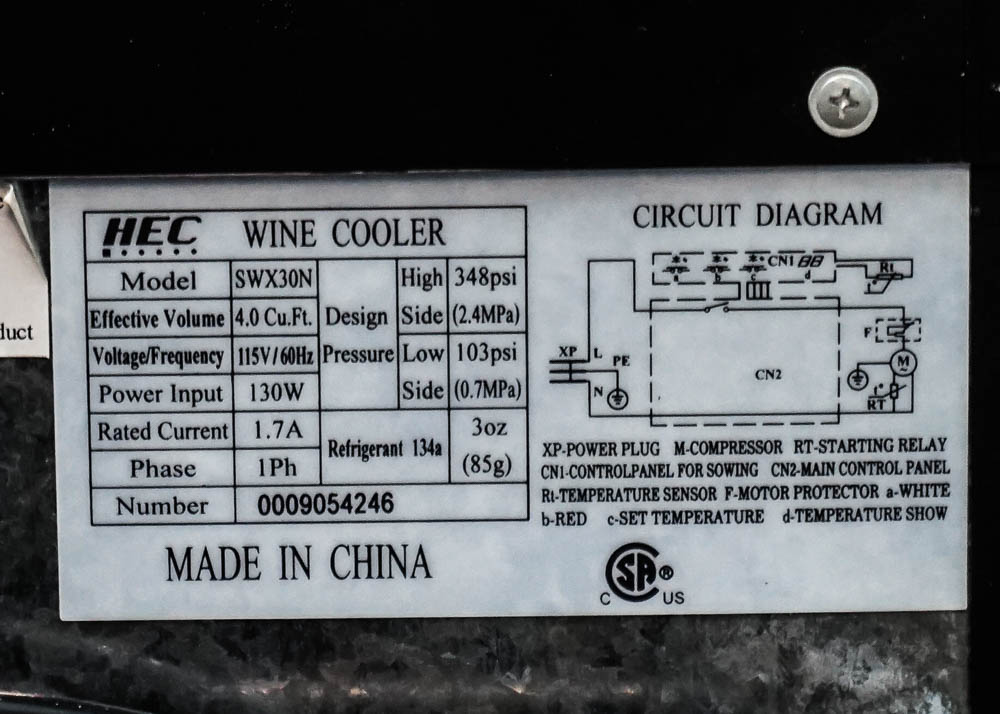 HEC WINE COOLER
Model SWX30N
Effective Volume 4.0 Cu.Ft.
Voltage/Frequency 115V/60Hz
Power Input 130W
Rated Current 1.7A
Phase 1Ph
Design Pressure
High Side 348psi (2.4MPa)
Low Side 103psi (0.7MPa)
Refrigerant 134a 3oz (85g)
Number 0009054246
MADE IN CHINA
CIRCUIT DIAGRAM
CN1 88
a b c d
Rt
F
XP L PE
M
CN2
N
RT
XP-POWER PLUG M-COMPRESSOR RT-STARTING RELAY
CN1-CONTROLPANEL FOR SOWING CN2-MAIN CONTROL PANEL
Rt-TEMPERATURE SENSOR F-MOTOR PROTECTOR a-WHITE
b-RED c-SET TEMPERATURE d-TEMPERATURE SHOW
SA ®
C US